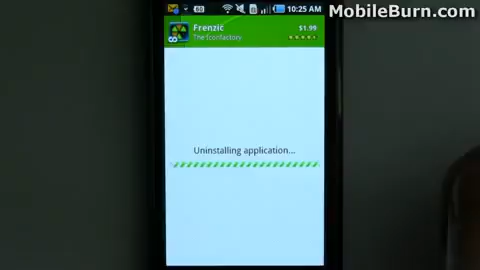 MobileBurn.com
10:25 AM
Frenzic
$1.99
The Iconfactory
Uninstalling application...